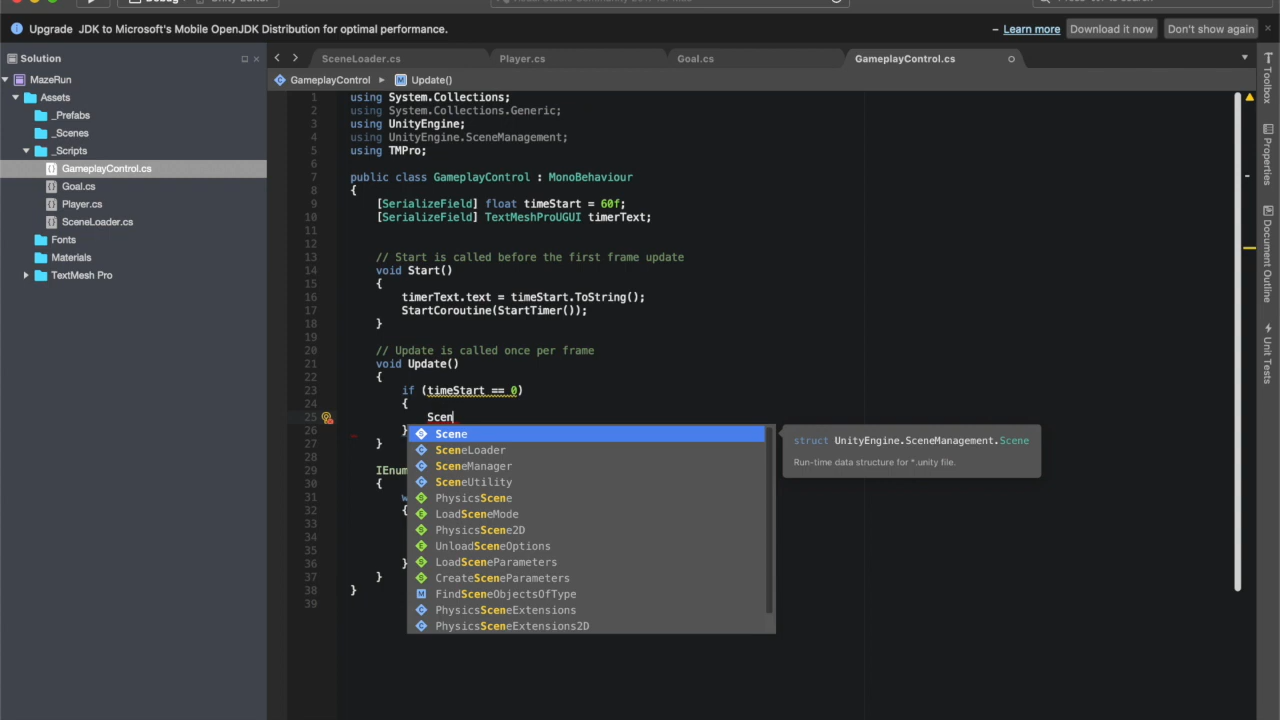 Upgrade JDK to Microsoft's Mobile OpenJDK Distribution for optimal performance.
Learn more
Download it now
Don't show again
Solution
SceneLoader.cs
Player.cs
Goal.cs
GameplayControl.cs
GameplayControl
Update()
MazeRun
Assets
_Prefabs
_Scenes
_Scripts
GameplayControl.cs
Goal.cs
Player.cs
SceneLoader.cs
Fonts
Materials
TextMesh Pro
1 using System.Collections;
2 using System.Collections.Generic;
3 using UnityEngine;
4 using UnityEngine.SceneManagement;
5 using TMPro;
6
7 public class GameplayControl : MonoBehaviour
8 {
9 [SerializeField] float timeStart = 60f;
10 [SerializeField] TextMeshProUGUI timerText;
11
12
13 // Start is called before the first frame update
14 void Start()
15 {
16 timerText.text = timeStart.ToString();
17 StartCoroutine(StartTimer());
18 }
19
20 // Update is called once per frame
21 void Update()
22 {
23 if (timeStart == 0)
24 {
25 Scen
26 }
27 }
28
29 IEnum
30 {
31 w
32 {
33
34
35
36 }
37 }
38 }
39
Scene
SceneLoader
SceneManager
SceneUtility
PhysicsScene
LoadSceneMode
PhysicsScene2D
UnloadSceneOptions
LoadSceneParameters
CreateSceneParameters
FindSceneObjectsOfType
PhysicsSceneExtensions
PhysicsSceneExtensions2D
struct UnityEngine.SceneManagement.Scene
Run-time data structure for *.unity file.
Toolbox
Properties
Document Outline
Unit Tests